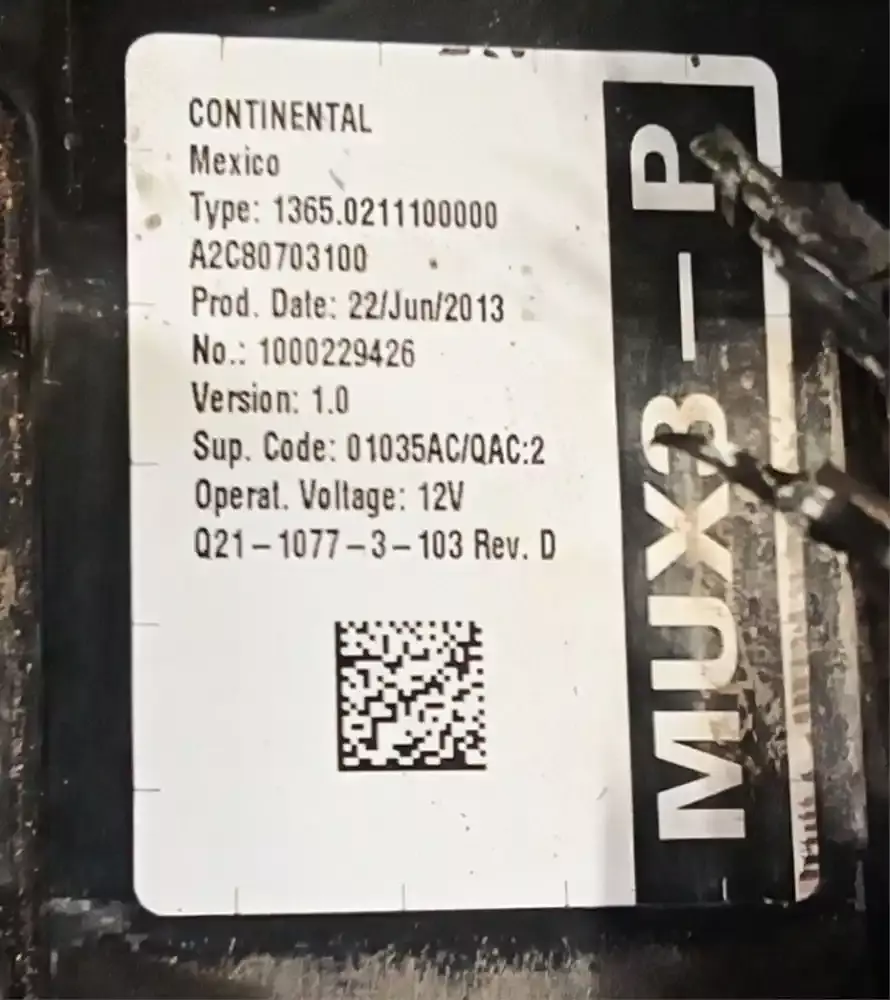 CONTINENTAL
Mexico
Type: 1365.0211100000
A2C80703100
Prod. Date: 22/Jun/2013
No.: 1000229426
Version: 1.0
Sup. Code: 01035AC/QAC:2
Operat. Voltage: 12V
Q21-1077-3-103 Rev. D
MUX3-P